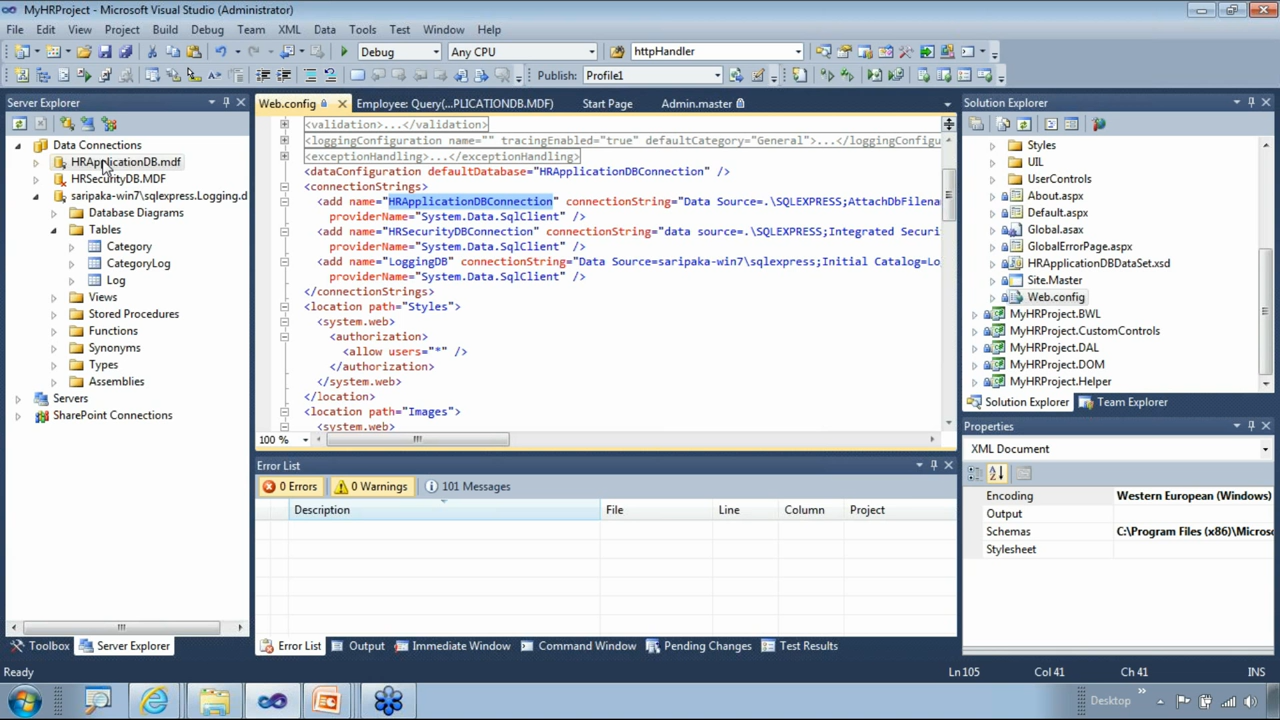 MyHRProject - Microsoft Visual Studio (Administrator)
File Edit View Project Build Debug Team XML Data Tools Test Window Help
Debug Any CPU httpHandler
Publish: Profile1
Server Explorer
Data Connections
HRApplicationDB.mdf
HRSecurityDB.MDF
saripaka-win7\sqlexpress.Logging.d
Database Diagrams
Tables
Category
CategoryLog
Log
Views
Stored Procedures
Functions
Synonyms
Types
Assemblies
Servers
SharePoint Connections
Toolbox Server Explorer
Web.config Employee: Query(...PLICATIONDB.MDF) Start Page Admin.master
<validation>...</validation>
<loggingConfiguration name="" tracingEnabled="true" defaultCategory="General">...</loggingConfigura
<exceptionHandling>...</exceptionHandling>
<dataConfiguration defaultDatabase="HRApplicationDBConnection" />
<connectionStrings>
<add name="HRApplicationDBConnection" connectionString="Data Source=.\SQLEXPRESS;AttachDbFilena
providerName="System.Data.SqlClient" />
<add name="HRSecurityDBConnection" connectionString="data source=.\SQLEXPRESS;Integrated Securi
providerName="System.Data.SqlClient" />
<add name="LoggingDB" connectionString="Data Source=saripaka-win7\sqlexpress;Initial Catalog=Lo
providerName="System.Data.SqlClient" />
</connectionStrings>
<location path="Styles">
<system.web>
<authorization>
<allow users="*" />
</authorization>
</system.web>
</location>
<location path="Images">
<system.web>
100 %
Error List
0 Errors 0 Warnings 101 Messages
Description File Line Column Project
Error List Output Immediate Window Command Window Pending Changes Test Results
Solution Explorer
Styles
UIL
UserControls
About.aspx
Default.aspx
Global.asax
GlobalErrorPage.aspx
HRApplicationDBDataSet.xsd
Site.Master
Web.config
MyHRProject.BWL
MyHRProject.CustomControls
MyHRProject.DAL
MyHRProject.DOM
MyHRProject.Helper
Solution Explorer Team Explorer
Properties
XML Document
Encoding Western European (Windows)
Output
Schemas C:\Program Files (x86)\Microso
Stylesheet
Ready Ln 105 Col 41 Ch 41 INS
Desktop